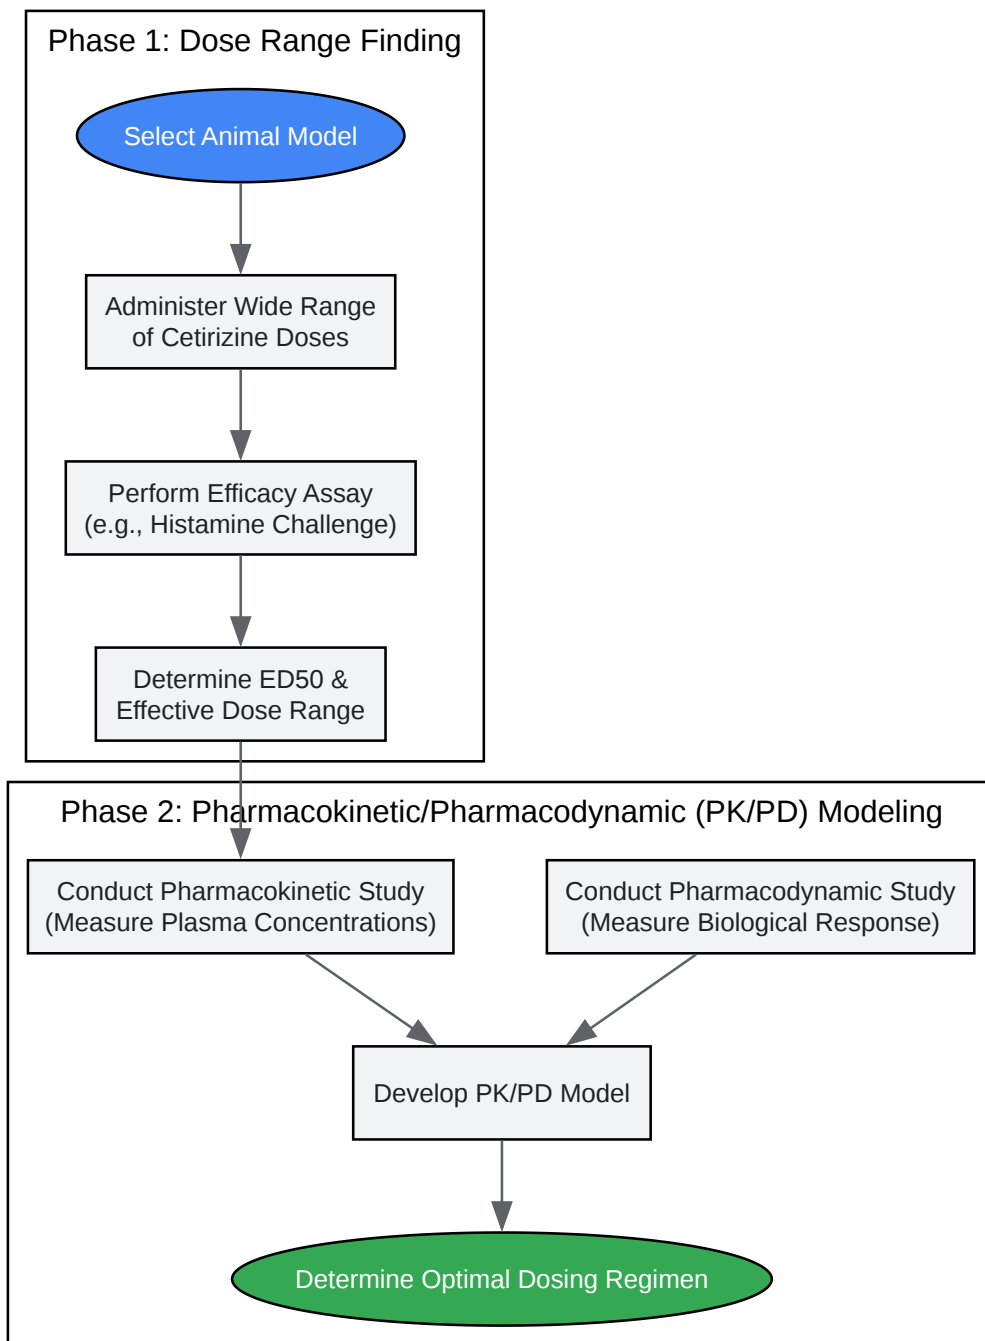 Phase 1: Dose Range Finding
Select Animal Model
Administer Wide Range
of Cetirizine Doses
Perform Efficacy Assay
(e.g., Histamine Challenge)
Determine ED50 &
Effective Dose Range
Phase 2: Pharmacokinetic/Pharmacodynamic (PK/PD) Modeling
Conduct Pharmacokinetic Study
(Measure Plasma Concentrations)
Conduct Pharmacodynamic Study
(Measure Biological Response)
Develop PK/PD Model
Determine Optimal Dosing Regimen